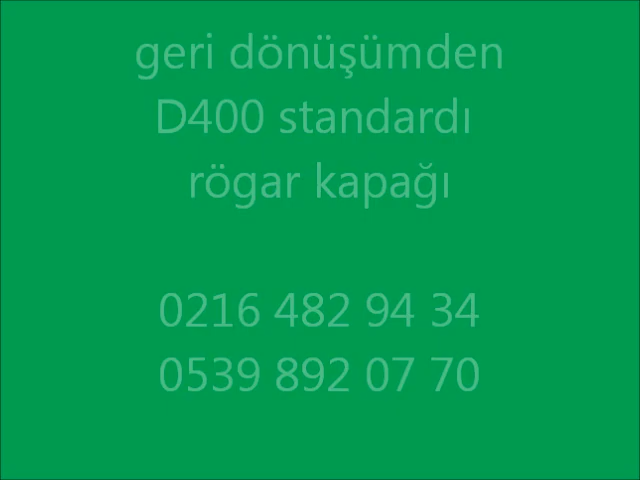 geri dönüşümden
D400 standardı
rögar kapağı
0216 482 94 34
0539 892 07 70